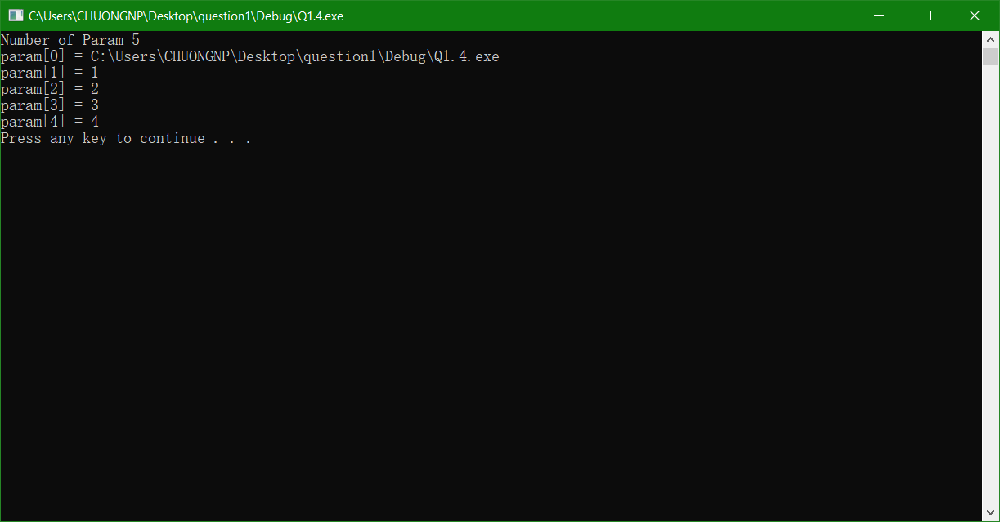 C:\Users\CHUONGNP\Desktop\question1\Debug\Q1.4.exe
Number of Param 5
param[0] = C:\Users\CHUONGNP\Desktop\question1\Debug\Q1.4.exe
param[1] = 1
param[2] = 2
param[3] = 3
param[4] = 4
Press any key to continue . . .